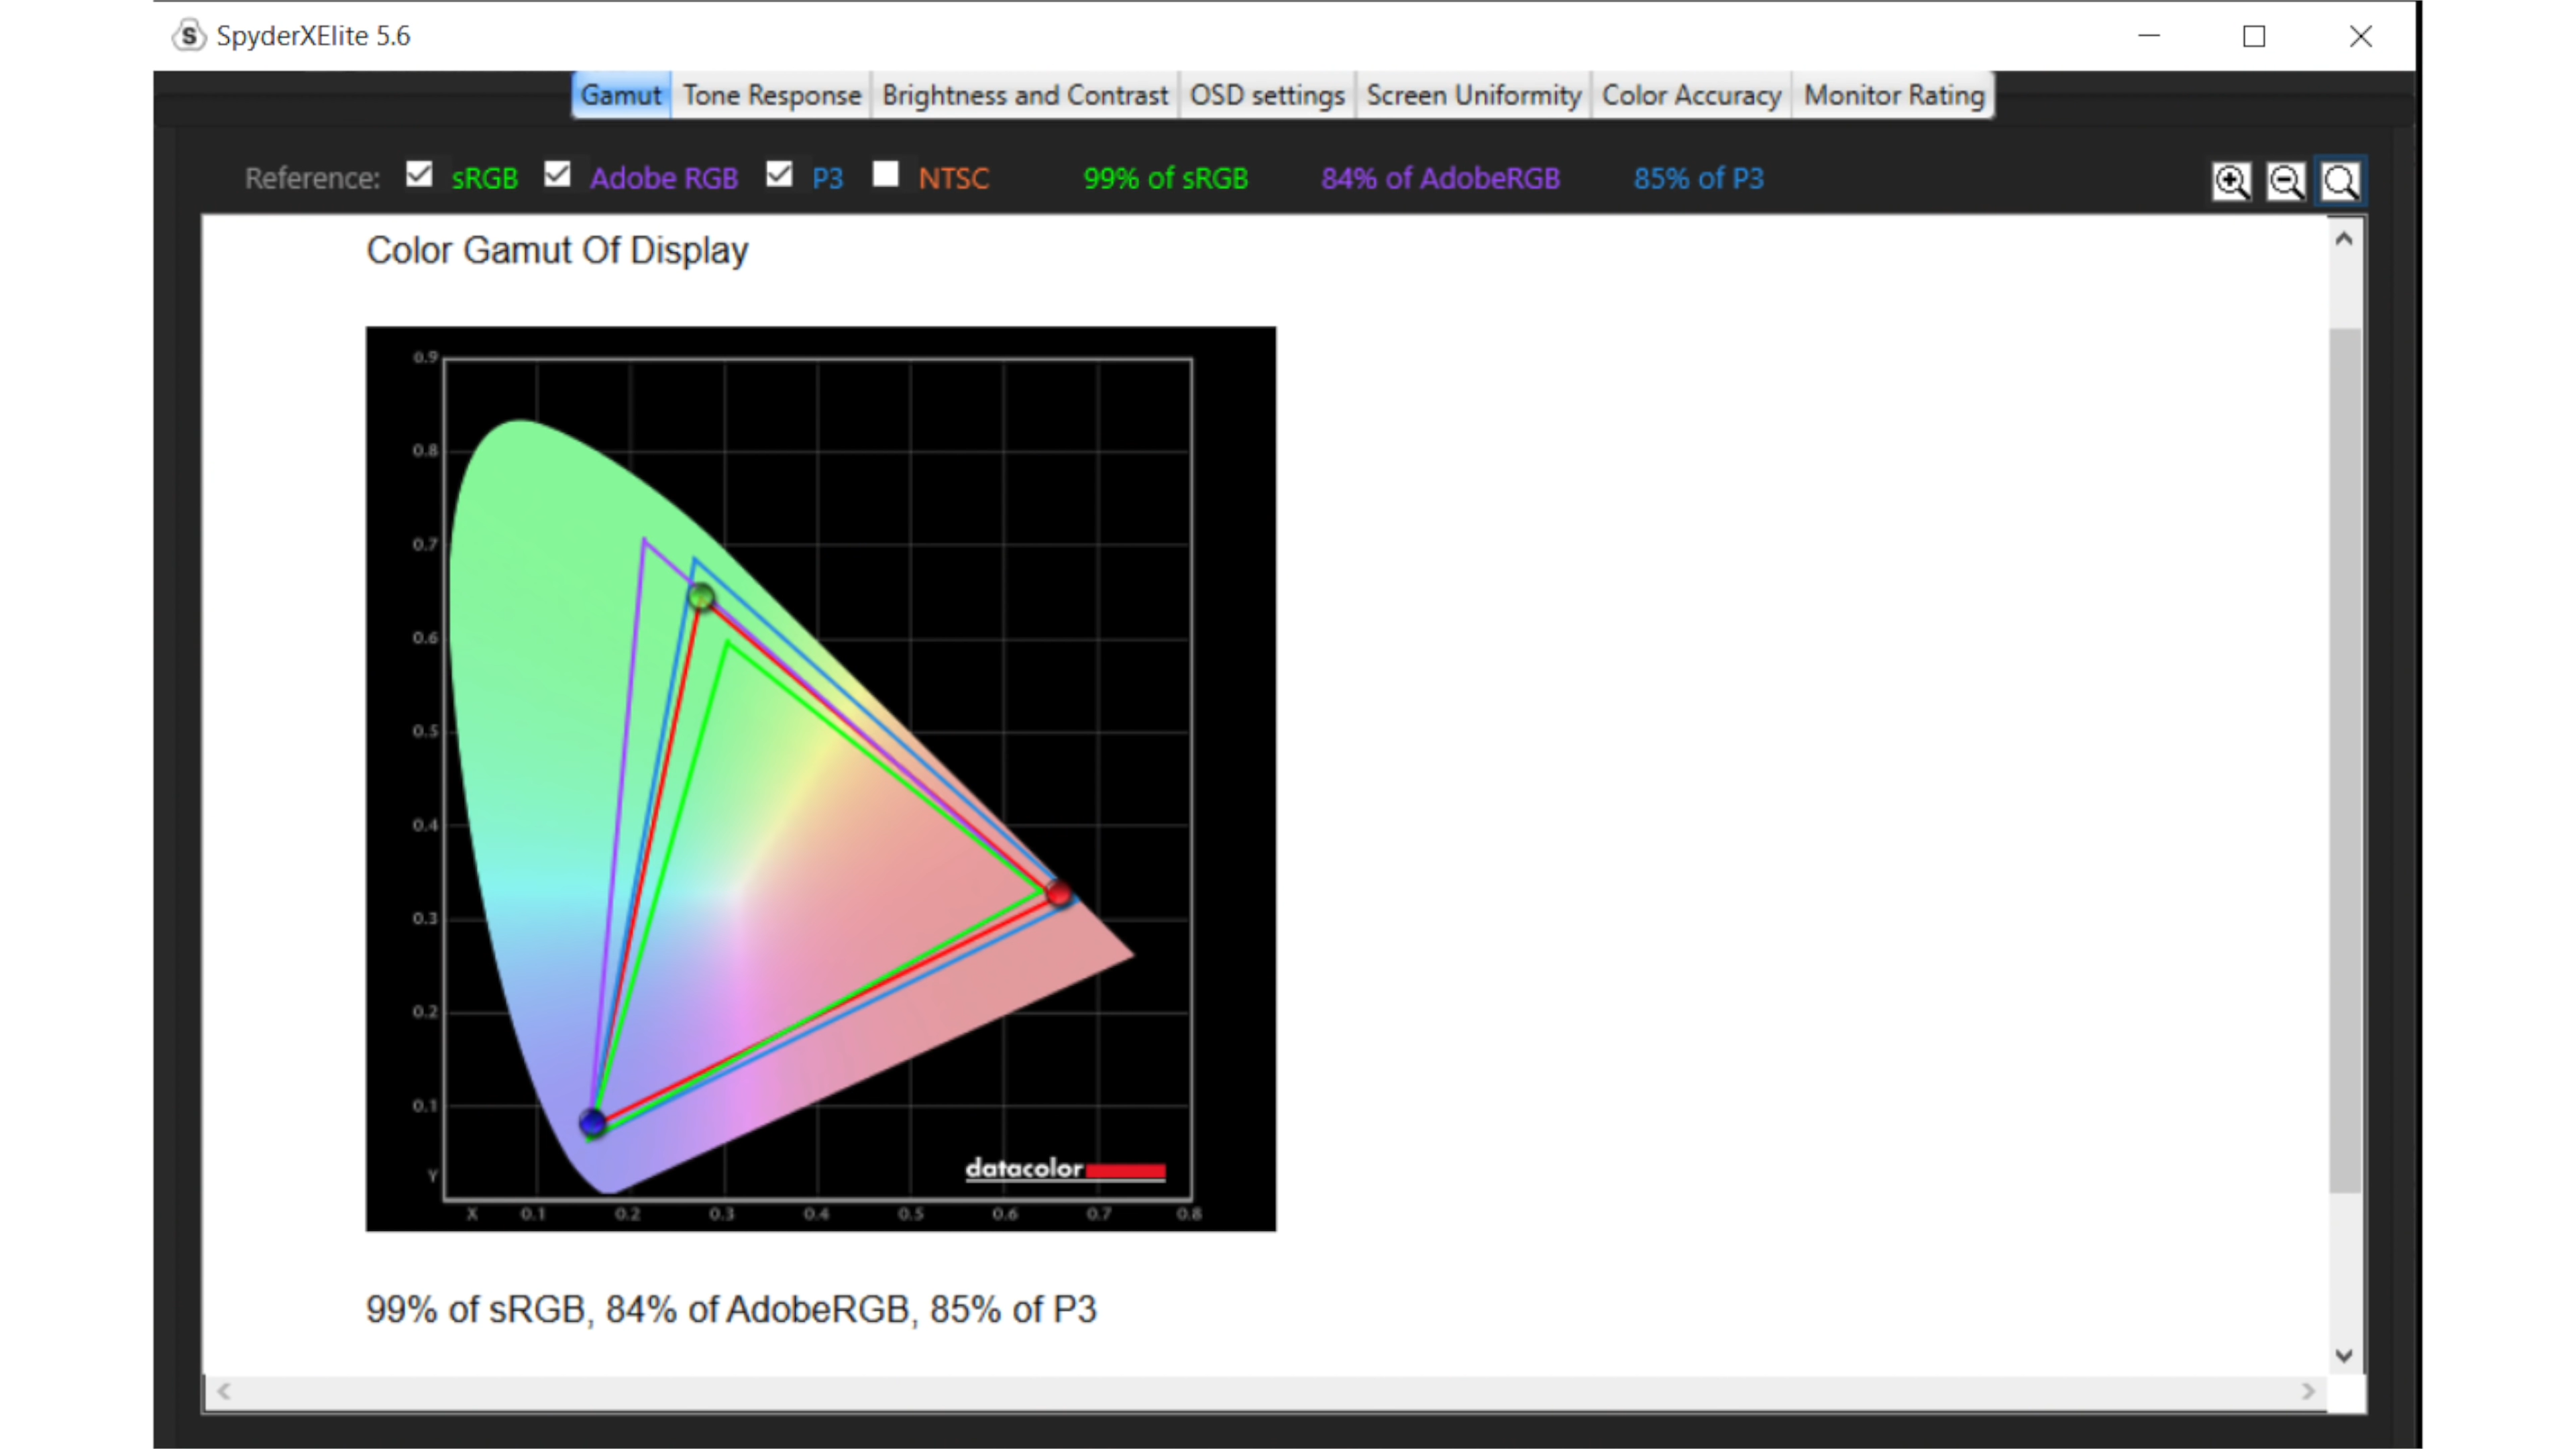 SpyderXElite 5.6
Gamut Tone Response Brightness and Contrast OSD settings Screen Uniformity Color Accuracy Monitor Rating
Reference: sRGB Adobe RGB P3 NTSC 99% of sRGB 84% of AdobeRGB 85% of P3
Color Gamut Of Display
0.9
0.8
0.7
0.6
0.5
0.4
0.3
0.2
0.1
datacolor
Y
X 0.1 0.2 0.3 0.4 0.5 0.6 0.7 0.8
99% of sRGB, 84% of AdobeRGB, 85% of P3